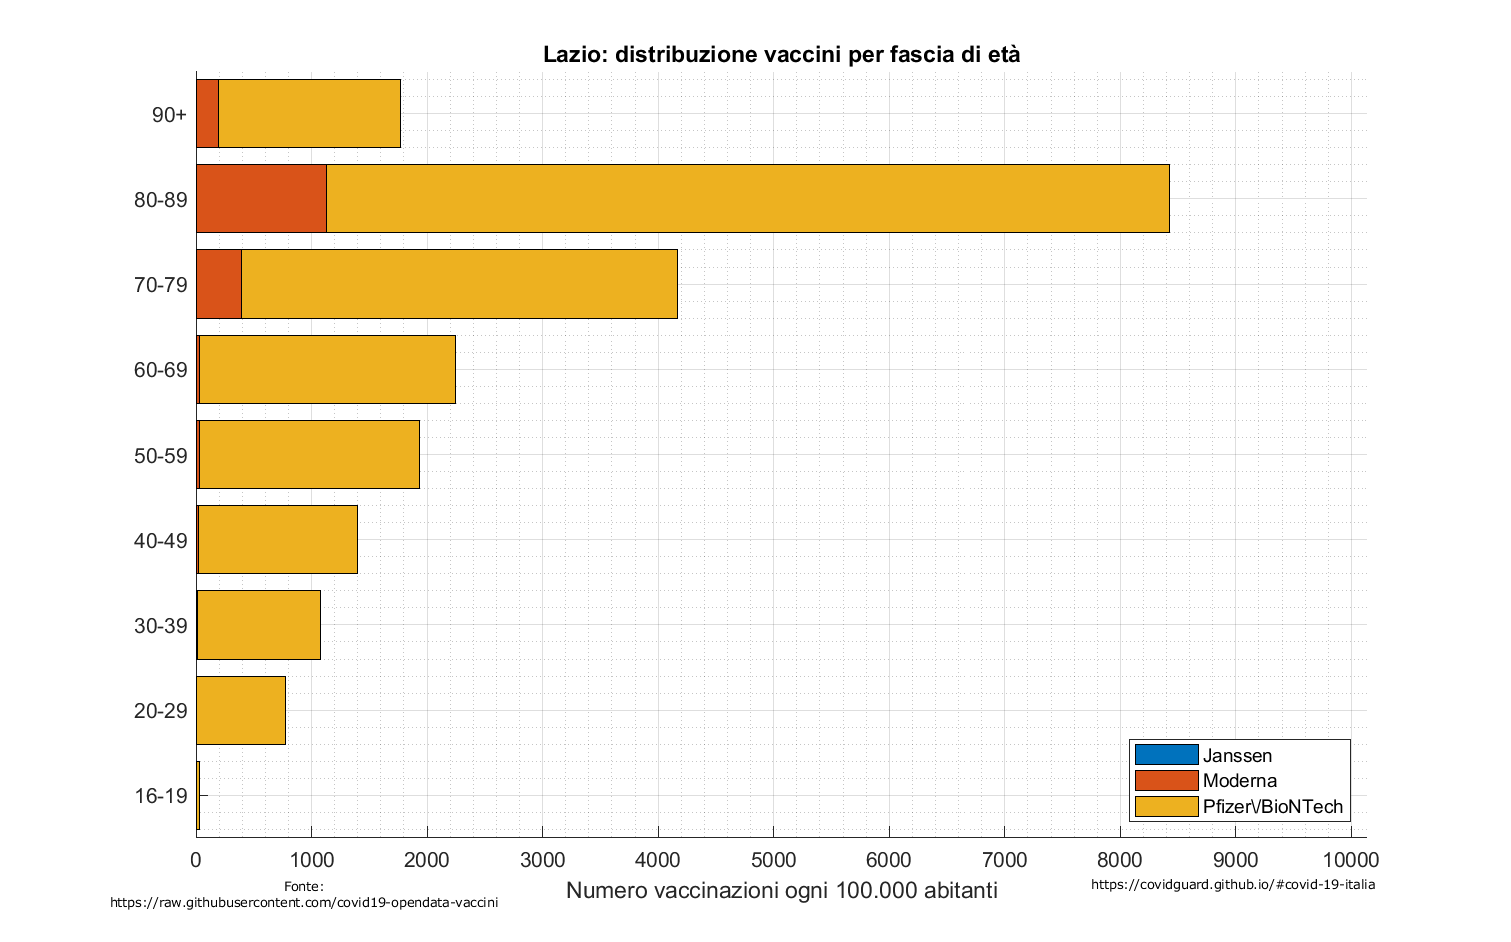 Lazio: distribuzione vaccini per fascia di età
90+
80-89
70-79
60-69
50-59
40-49
30-39
20-29
16-19
Janssen
Moderna
Pfizer\/BioNTech
0 1000 2000 3000 4000 5000 6000 7000 8000 9000 10000
Numero vaccinazioni ogni 100.000 abitanti
Fonte:
https://raw.githubusercontent.com/covid19-opendata-vaccini
https://covidguard.github.io/#covid-19-italia